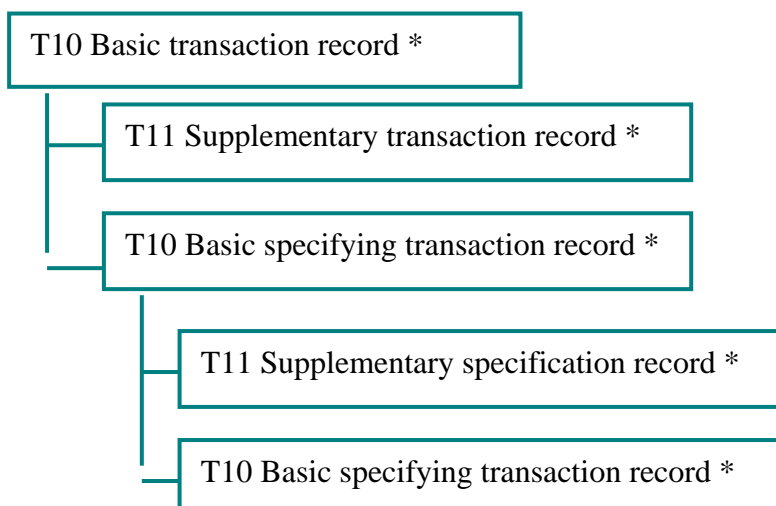 T10 Basic transaction record *
T11 Supplementary transaction record *
T10 Basic specifying transaction record *
T11 Supplementary specification record *
T10 Basic specifying transaction record *